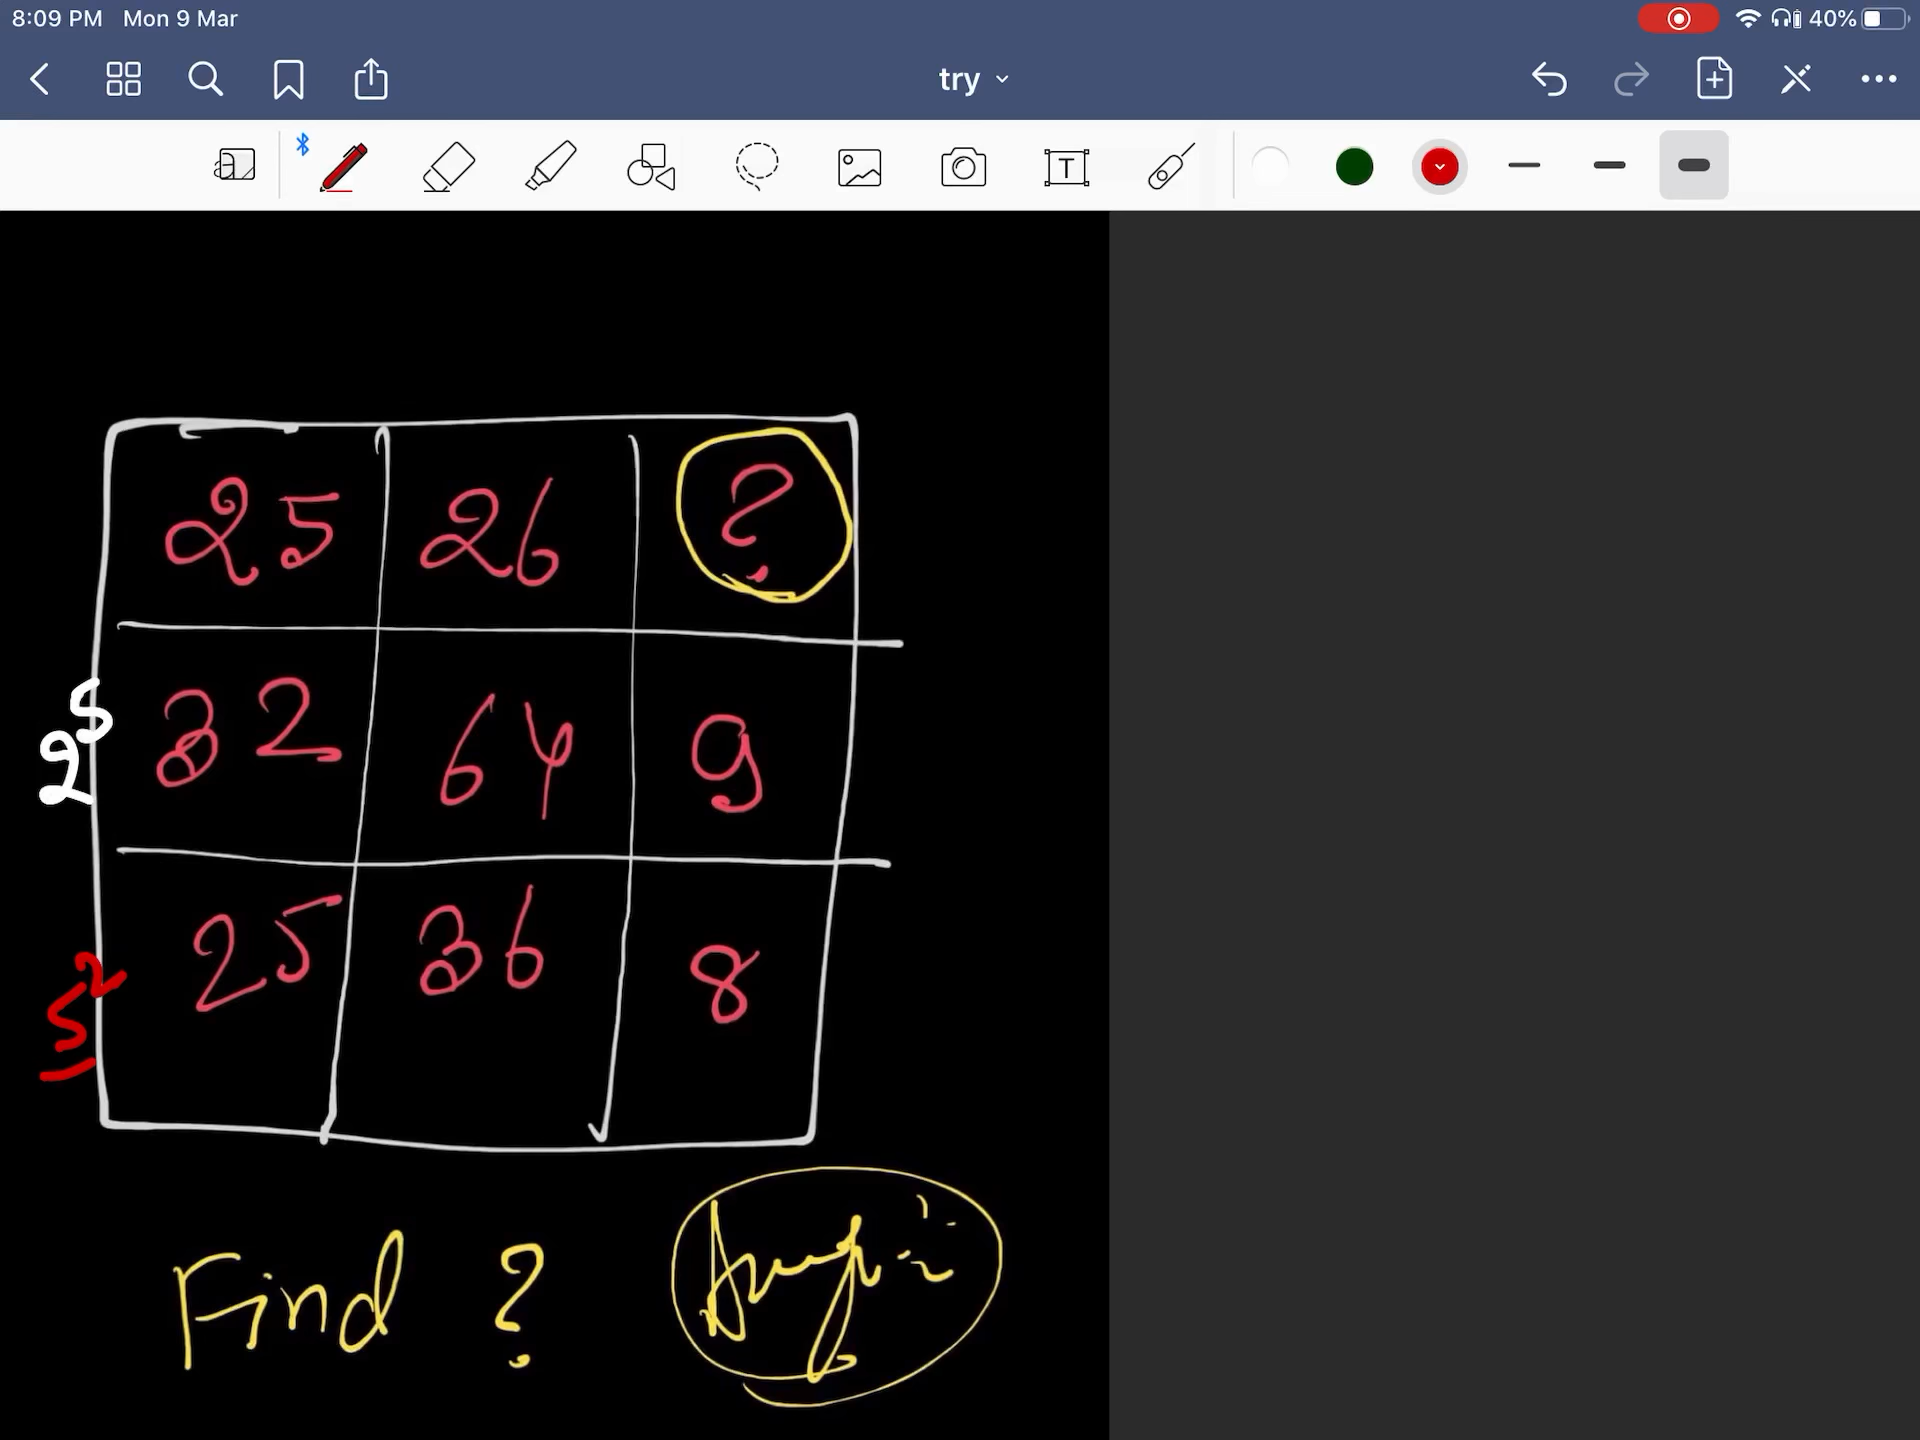 8:09 PM Mon 9 Mar
40%
try
T
25 26 ?
2⁵ 32 64 9
5² 25 36 8
Find ?